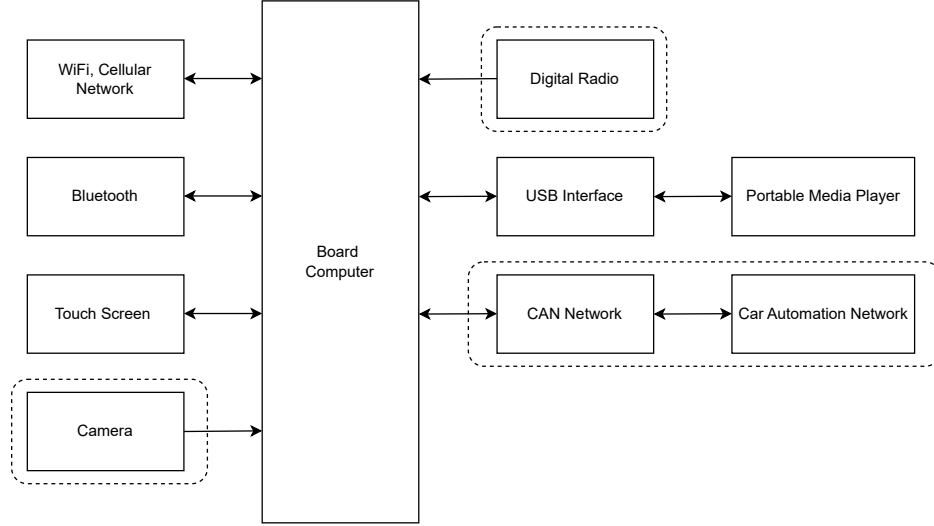 WiFi, Cellular
Network
Digital Radio
Bluetooth
USB Interface
Portable Media Player
Board
Computer
Touch Screen
CAN Network
Car Automation Network
Camera